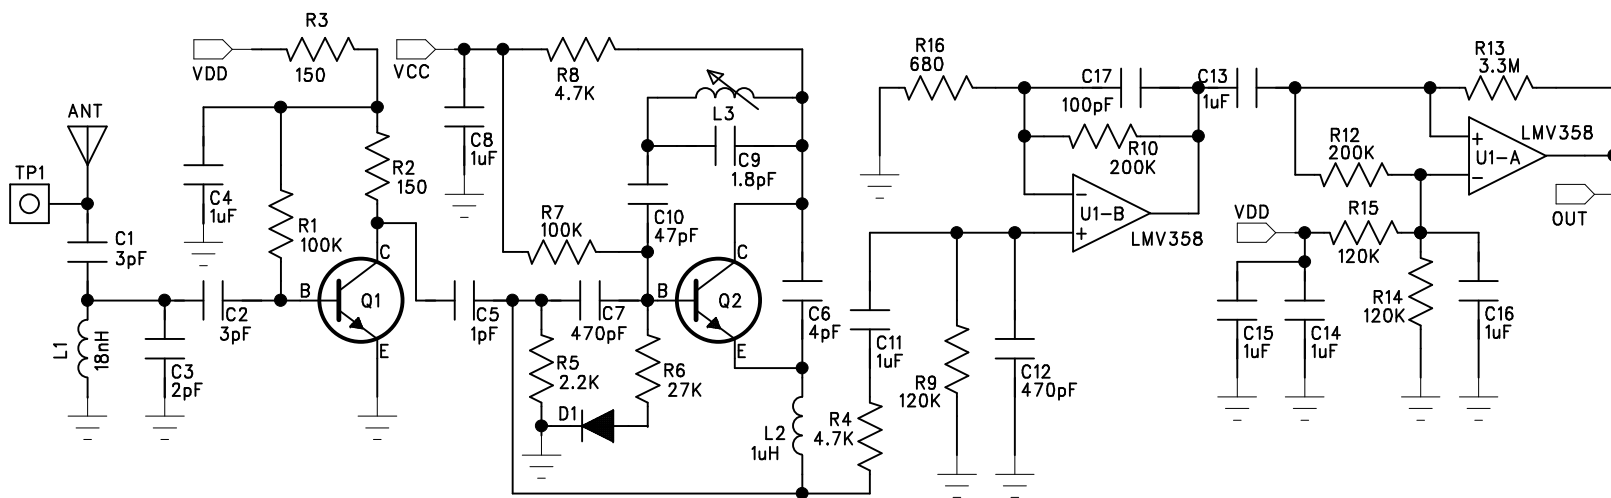 R3
150
VDD
ANT
TP1
C1
3pF
L1
18nH
C3
2pF
C2
3pF
C4
1uF
R1
100K
R2
150
B
Q1
C
E
VCC
C8
1uF
R8
4.7K
L3
C9
1.8pF
C10
47pF
R7
100K
C5
1pF
C7
470pF
B
Q2
C
E
C6
4pF
R5
2.2K
R6
27K
D1
L2
1uH
R4
4.7K
C11
1uF
R9
120K
C12
470pF
R16
680
C17
100pF
R10
200K
-
+
U1-B
LMV358
C13
1uF
R13
3.3M
R12
200K
+
-
U1-A
LMV358
OUT
VDD
R15
120K
R14
120K
C15
1uF
C14
1uF
C16
1uF